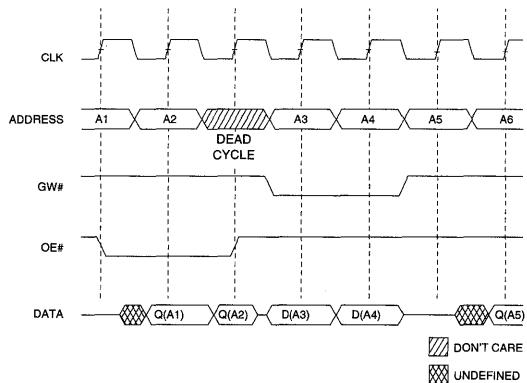 CLK
ADDRESS A1 A2 A3 A4 A5 A6
DEAD
CYCLE
GW#
OE#
DATA Q(A1) Q(A2) D(A3) D(A4) Q(A5)
DON'T CARE
UNDEFINED